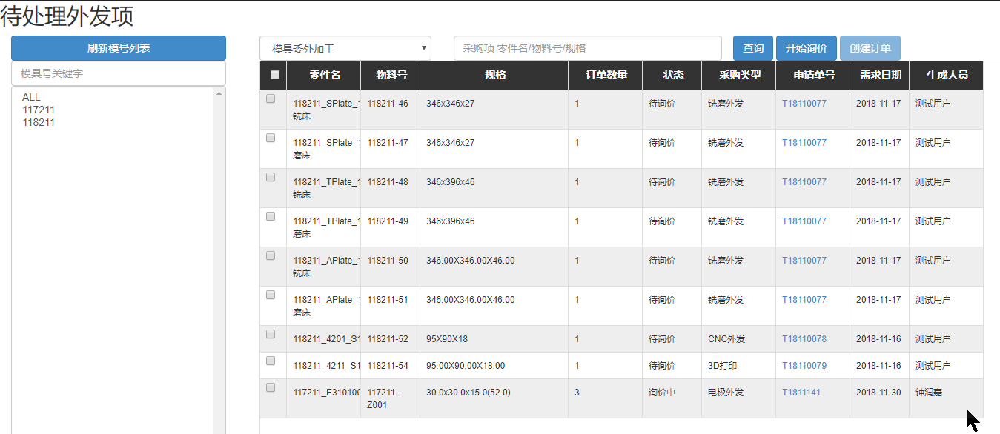 待处理外发项
刷新模号列表
模具委外加工
采购项 零件名/物料号/规格
查询 开始询价 创建订单
模具号关键字
ALL
117211
118211
零件名 物料号 规格 订单数量 状态 采购类型 申请单号 需求日期 生成人员
118211_SPlate_1 118211-46 346x346x27 1 待询价 铣磨外发 T18110077 2018-11-17 测试用户
铣床
118211_SPlate_1 118211-47 346x346x27 1 待询价 铣磨外发 T18110077 2018-11-17 测试用户
磨床
118211_TPlate_1 118211-48 346x396x46 1 待询价 铣磨外发 T18110077 2018-11-17 测试用户
铣床
118211_TPlate_1 118211-49 346x396x46 1 待询价 铣磨外发 T18110077 2018-11-17 测试用户
磨床
118211_APlate_1 118211-50 346.00X346.00X46.00 1 待询价 铣磨外发 T18110077 2018-11-17 测试用户
铣床
118211_APlate_1 118211-51 346.00X346.00X46.00 1 待询价 铣磨外发 T18110077 2018-11-17 测试用户
磨床
118211_4201_S1 118211-52 95X90X18 1 待询价 CNC外发 T18110078 2018-11-16 测试用户
118211_4211_S1 118211-54 95.00X90.00X18.00 1 待询价 3D打印 T18110079 2018-11-16 测试用户
117211_E310100 117211- 30.0x30.0x15.0(52.0) 3 询价中 电极外发 T1811141 2018-11-30 钟润嘉
Z001